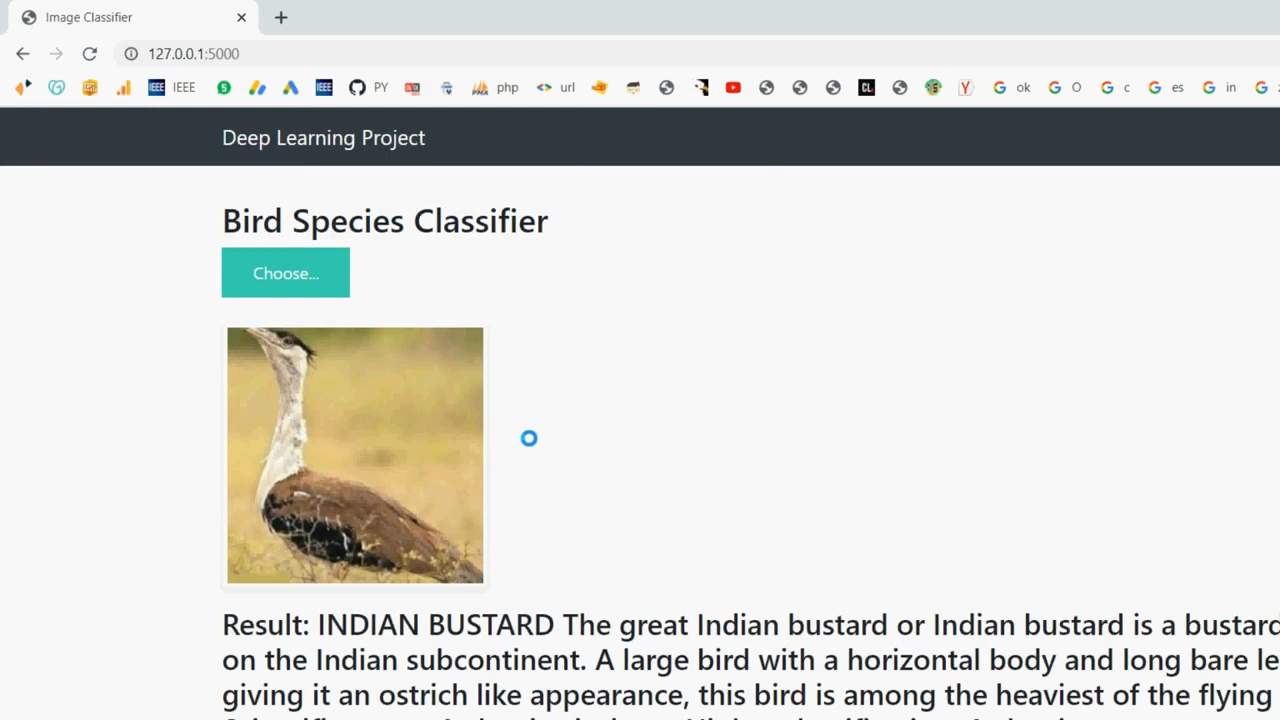 Image Classifier
127.0.0.1:5000
IEEE PY php url ok O c es in
Deep Learning Project
Bird Species Classifier
Choose...
Result: INDIAN BUSTARD The great Indian bustard or Indian bustard is a bustard
on the Indian subcontinent. A large bird with a horizontal body and long bare le
giving it an ostrich like appearance, this bird is among the heaviest of the flying